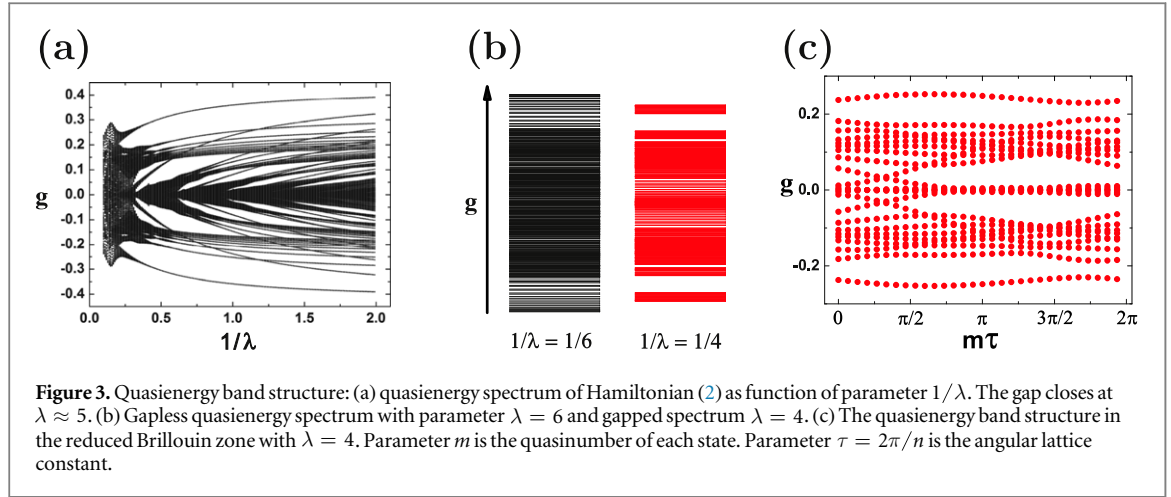 (a)
(b)
(c)
0.4
0.3
0.2
0.1
0.0
-0.1
-0.2
-0.3
-0.4
g
0.0
0.5
1.0
1.5
2.0
1/λ
g
1/λ = 1/6
1/λ = 1/4
0.2
0.0
-0.2
g
0
π/2
π
3π/2
2π
mτ
Figure 3. Quasienergy band structure: (a) quasienergy spectrum of Hamiltonian (2) as function of parameter 1/λ. The gap closes at
λ ≈ 5. (b) Gapless quasienergy spectrum with parameter λ = 6 and gapped spectrum λ = 4. (c) The quasienergy band structure in
the reduced Brillouin zone with λ = 4. Parameter m is the quasinumber of each state. Parameter τ = 2π/n is the angular lattice
constant.